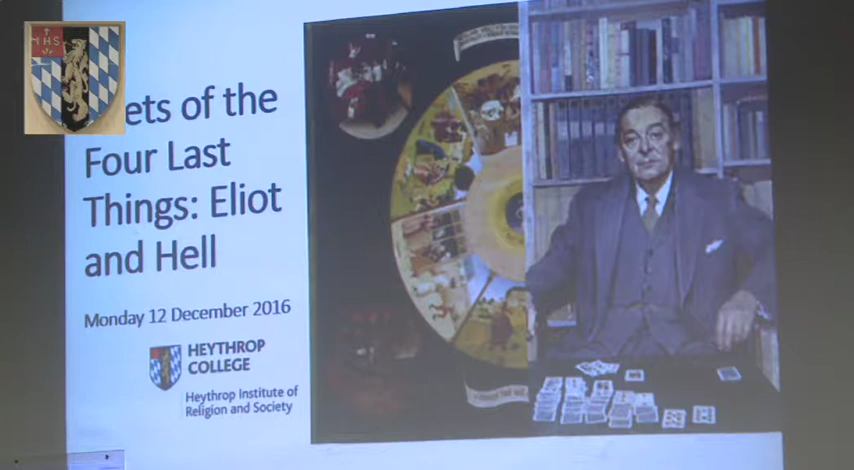 MHS
ets of the
Four Last
Things: Eliot
and Hell
Monday 12 December 2016
HEYTHROP
COLLEGE
Heythrop Institute of
Religion and Society